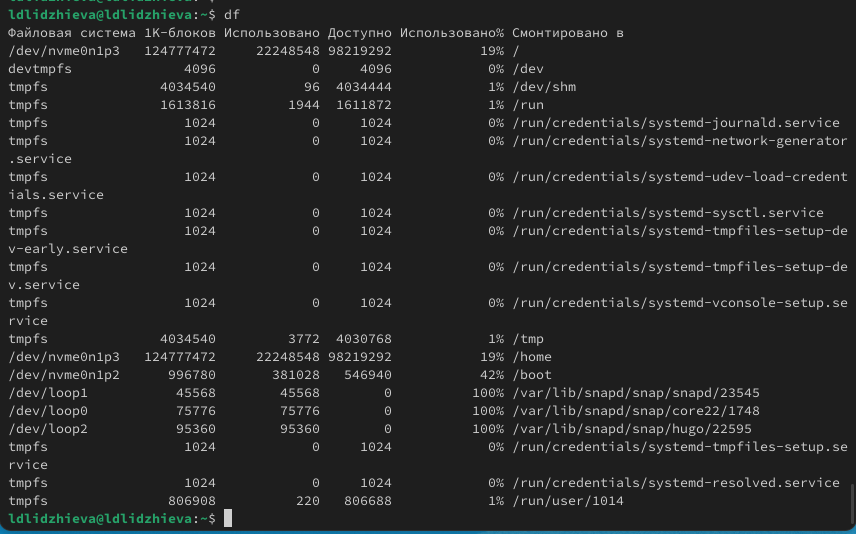 ldlidzhieva@ldlidzhieva:~$ df
Файловая система 1K-блоков Использовано Доступно Использовано% Смонтировано в
/dev/nvme0n1p3   124777472     22248548 98219292           19% /
devtmpfs              4096            0     4096            0% /dev
tmpfs              4034540           96  4034444            1% /dev/shm
tmpfs              1613816         1944  1611872            1% /run
tmpfs                 1024            0     1024            0% /run/credentials/systemd-journald.service
tmpfs                 1024            0     1024            0% /run/credentials/systemd-network-generator
.service
tmpfs                 1024            0     1024            0% /run/credentials/systemd-udev-load-credent
ials.service
tmpfs                 1024            0     1024            0% /run/credentials/systemd-sysctl.service
tmpfs                 1024            0     1024            0% /run/credentials/systemd-tmpfiles-setup-de
v-early.service
tmpfs                 1024            0     1024            0% /run/credentials/systemd-tmpfiles-setup-de
v.service
tmpfs                 1024            0     1024            0% /run/credentials/systemd-vconsole-setup.se
rvice
tmpfs              4034540         3772  4030768            1% /tmp
/dev/nvme0n1p3   124777472     22248548 98219292           19% /home
/dev/nvme0n1p2      996780       381028   546940           42% /boot
/dev/loop1           45568        45568        0          100% /var/lib/snapd/snap/snapd/23545
/dev/loop0           75776        75776        0          100% /var/lib/snapd/snap/core22/1748
/dev/loop2           95360        95360        0          100% /var/lib/snapd/snap/hugo/22595
tmpfs                 1024            0     1024            0% /run/credentials/systemd-tmpfiles-setup.se
rvice
tmpfs                 1024            0     1024            0% /run/credentials/systemd-resolved.service
tmpfs               806908          220   806688            1% /run/user/1014
ldlidzhieva@ldlidzhieva:~$